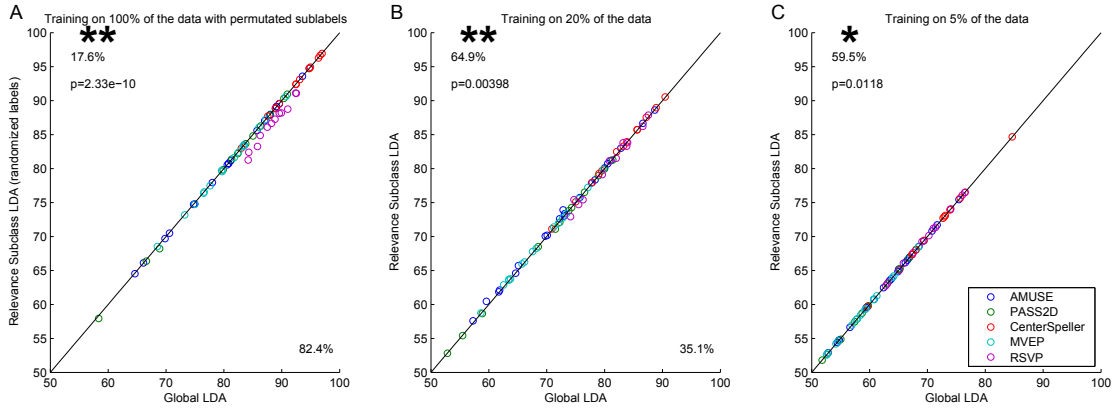 A
Training on 100% of the data with permutated sublabels
**
17.6%
p=2.33e−10
82.4%
Relevance Subclass LDA (randomized labels)
100
95
90
85
80
75
70
65
60
55
50
50 60 70 80 90 100
Global LDA
B
Training on 20% of the data
**
64.9%
p=0.00398
35.1%
Relevance Subclass LDA
100
95
90
85
80
75
70
65
60
55
50
50 60 70 80 90 100
Global LDA
C
Training on 5% of the data
*
59.5%
p=0.0118
Relevance Subclass LDA
100
95
90
85
80
75
70
65
60
55
50
50 60 70 80 90 100
Global LDA
AMUSE
PASS2D
CenterSpeller
MVEP
RSVP